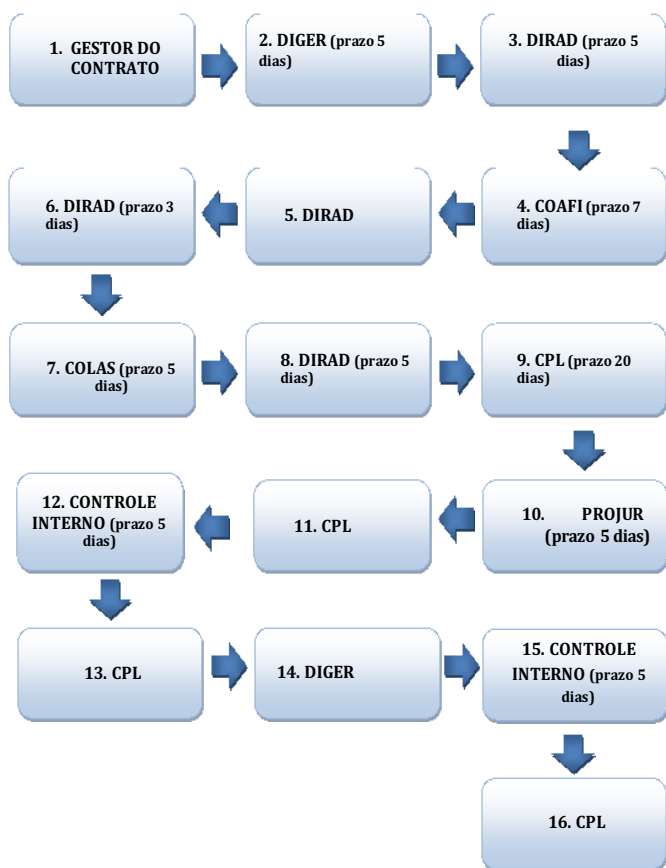 1. GESTOR DO
CONTRATO
2. DIGER (prazo 5
dias)
3. DIRAD (prazo 5
dias)
4. COAFI (prazo 7
dias)
5. DIRAD
6. DIRAD (prazo 3
dias)
7. COLAS (prazo 5
dias)
8. DIRAD (prazo 5
dias)
9. CPL (prazo 20
dias)
10. PROJUR
(prazo 5 dias)
11. CPL
12. CONTROLE
INTERNO (prazo 5
dias)
13. CPL
14. DIGER
15. CONTROLE
INTERNO (prazo 5
dias)
16. CPL